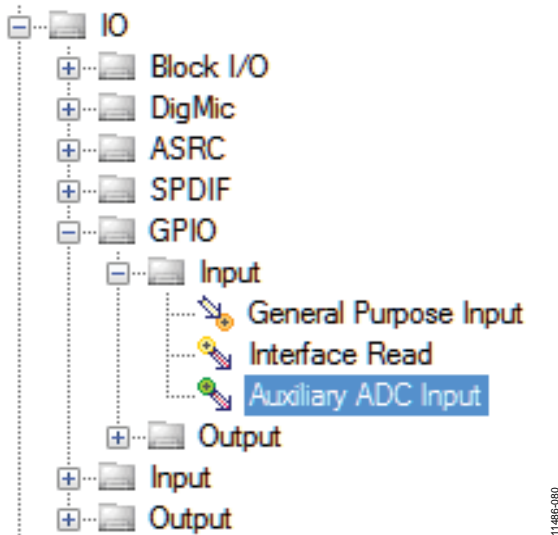 IO
Block I/O
DigMic
ASRC
SPDIF
GPIO
Input
General Purpose Input
Interface Read
Auxiliary ADC Input
Output
Input
Output
11486-080